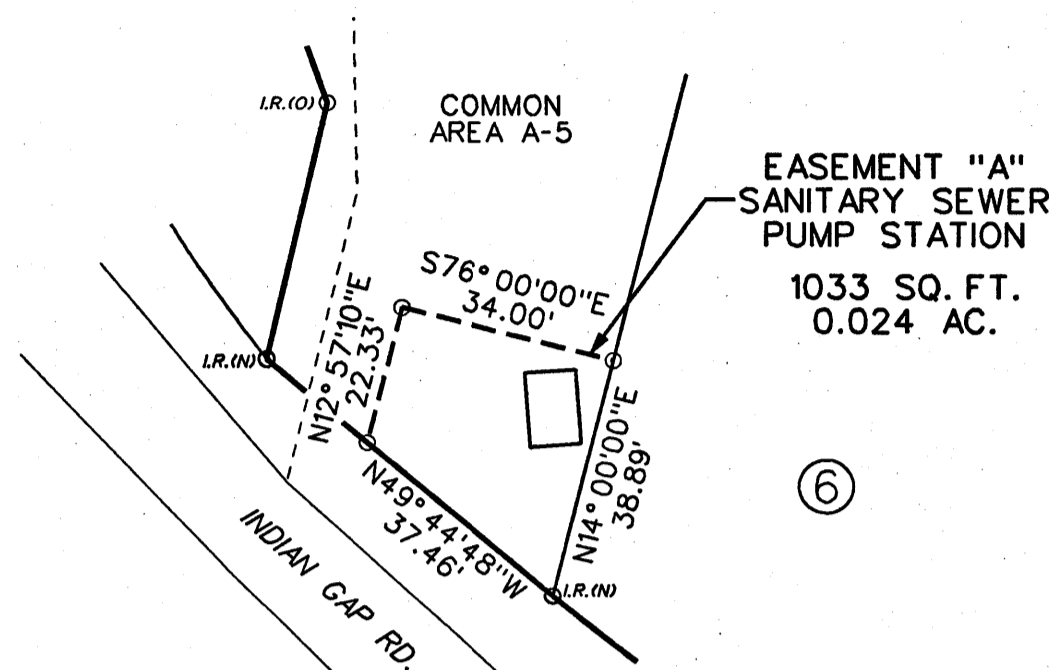 I.R.(O)
COMMON
AREA A-5
EASEMENT "A"
SANITARY SEWER
PUMP STATION
1033 SQ. FT.
0.024 AC.
S76° 00'00"E
34.00'
N12° 57'10"E
22.33'
I.R.(N)
N14° 00'00"E
38.89'
N49° 44'48"W
37.46'
I.R.(N)
6
INDIAN GAP RD.